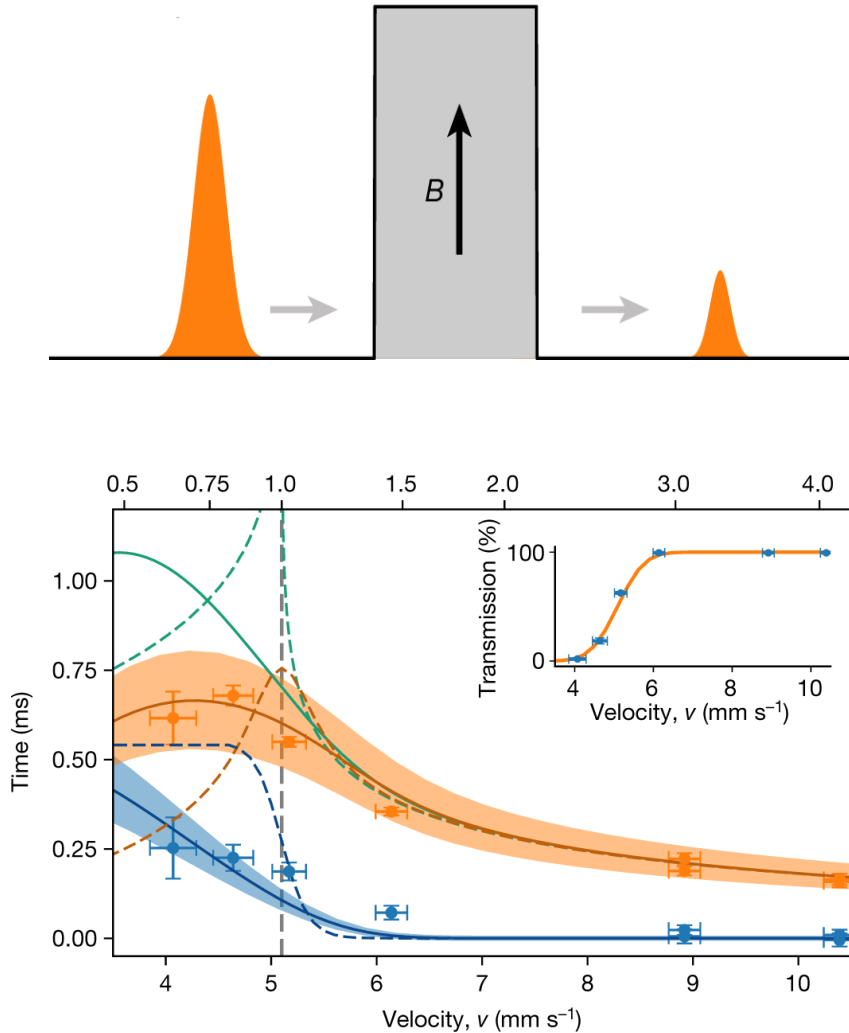 B
0.5 0.75 1.0 1.5 2.0 3.0 4.0
1.00
0.75
0.50
0.25
0.00
Time (ms)
4 5 6 7 8 9 10
Velocity, v (mm s⁻¹)
100
0
Transmission (%)
4 6 8 10
Velocity, v (mm s⁻¹)